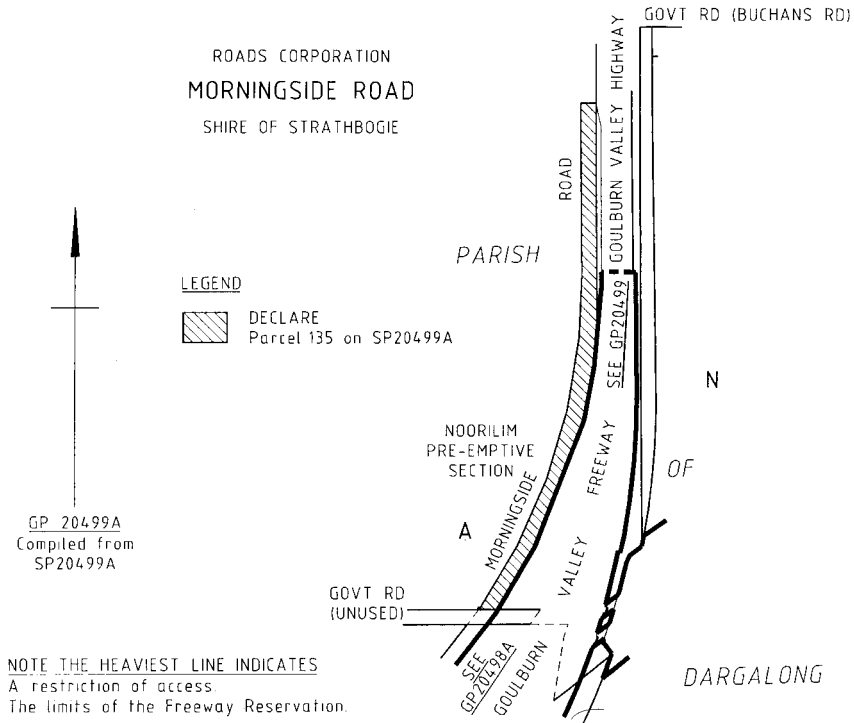 GOVT RD (BUCHANS RD)
ROADS CORPORATION
MORNINGSIDE ROAD
SHIRE OF STRATHBOGIE
GOULBURN VALLEY HIGHWAY
ROAD
PARISH
LEGEND
DECLARE
Parcel 135 on SP20499A
SEE GP20499
N
NOORILIM
PRE-EMPTIVE
SECTION
FREEWAY
OF
MORNINGSIDE
A
GP 20499A
Compiled from
SP20499A
VALLEY
GOVT RD
(UNUSED)
SEE
GP20498A
GOULBURN
DARGALONG
NOTE THE HEAVIEST LINE INDICATES
A restriction of access.
The limits of the Freeway Reservation.